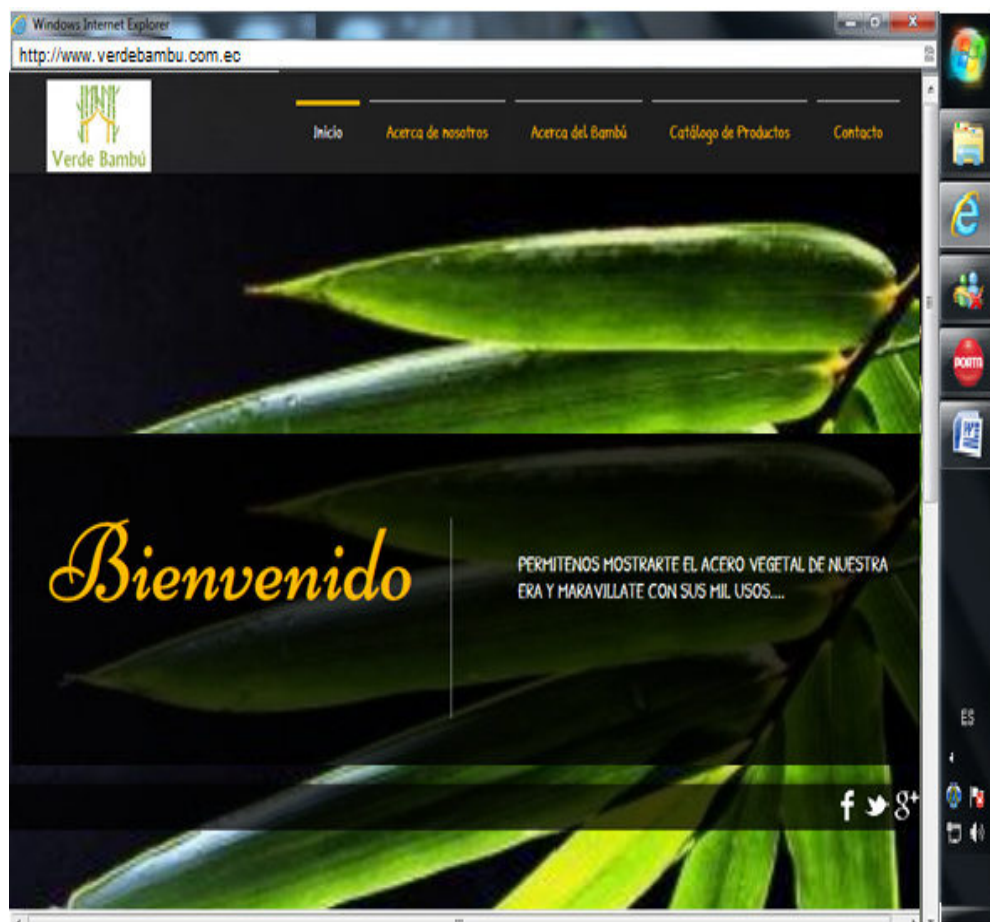 Windows Internet Explorer
http://www.verdebambu.com.ec
Verde Bambú
Inicio
Acerca de nosotros
Acerca del Bambú
Catálogo de Productos
Contacto
PORTA
Bienvenido
PERMITENOS MOSTRARTE EL ACERO VEGETAL DE NUESTRA
ERA Y MARAVILLATE CON SUS MIL USOS....
ES
f
g+